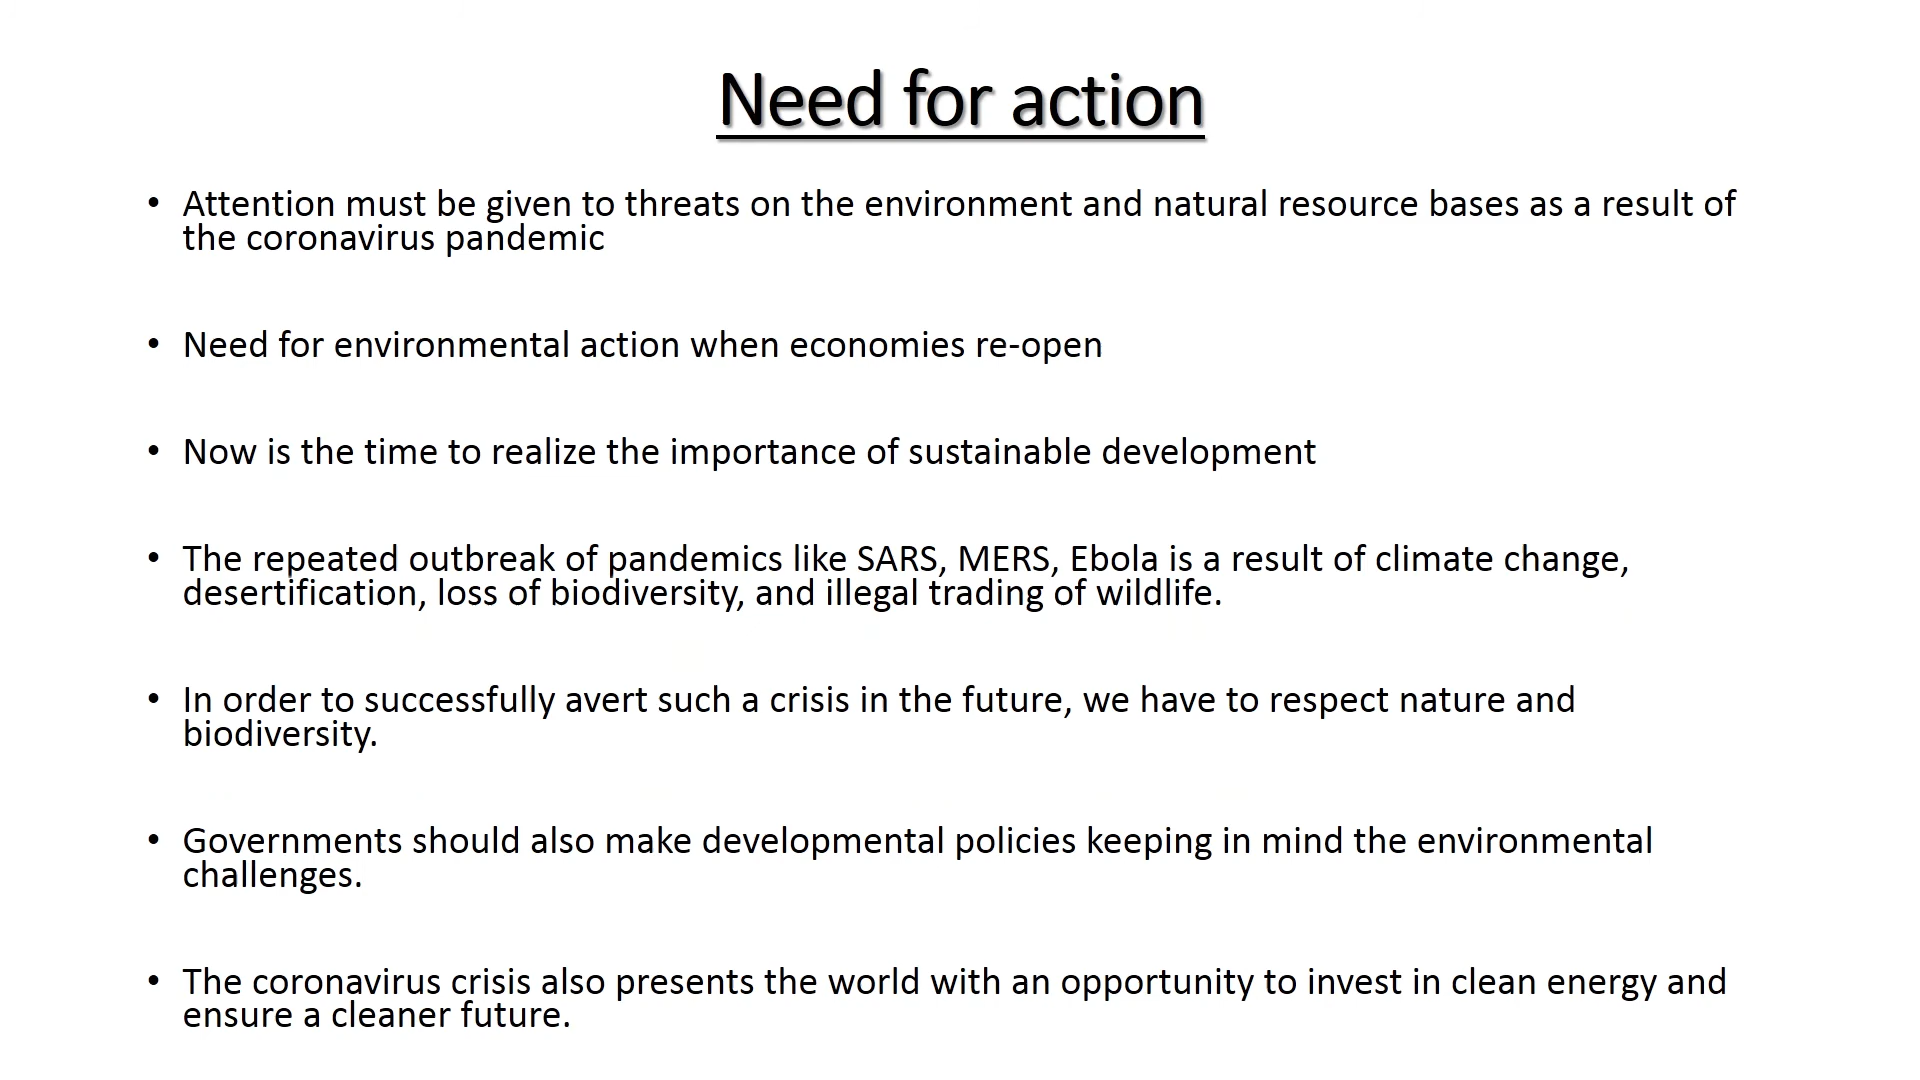 Need for action
• Attention must be given to threats on the environment and natural resource bases as a result of
the coronavirus pandemic
• Need for environmental action when economies re-open
• Now is the time to realize the importance of sustainable development
• The repeated outbreak of pandemics like SARS, MERS, Ebola is a result of climate change,
desertification, loss of biodiversity, and illegal trading of wildlife.
• In order to successfully avert such a crisis in the future, we have to respect nature and
biodiversity.
• Governments should also make developmental policies keeping in mind the environmental
challenges.
• The coronavirus crisis also presents the world with an opportunity to invest in clean energy and
ensure a cleaner future.